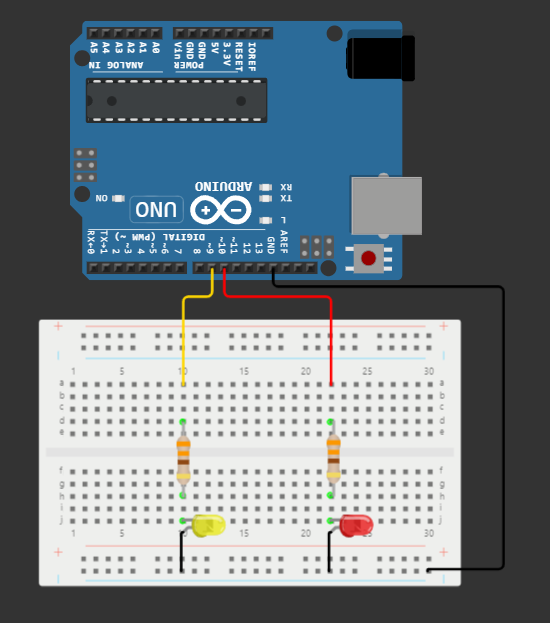 A5 A4 A3 A2 A1 A0
Vin GND GND 5V 3.3V RESET IOREF
ANALOG IN
POWER
ARDUINO
RX
TX
ON
UNO
L
DIGITAL (PWM ~)
RX←0 TX→1 2 ~3 4 ~5 ~6 7 8 ~9 ~10 ~11 12 13 GND AREF
+ +
1 5 10 15 20 25 30
a a
b b
c c
d d
e e
f f
g g
h h
i i
j j
1 5 15 20 25 30
+ +